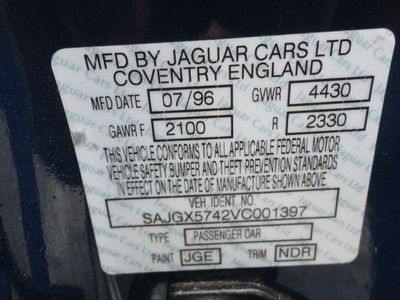 MFD BY JAGUAR CARS LTD
COVENTRY ENGLAND
MFD DATE 07/96 GVWR 4430
GAWR F 2100 R 2330
THIS VEHICLE CONFORMS TO ALL APPLICABLE FEDERAL MOTOR
VEHICLE SAFETY BUMPER AND THEFT PREVENTION STANDARDS
IN EFFECT ON THE DATE OF MANUFACTURE SHOWN ABOVE.
VEH IDENT NO.
SAJGX5742VC001397
TYPE PASSENGER CAR
PAINT JGE TRIM NDR